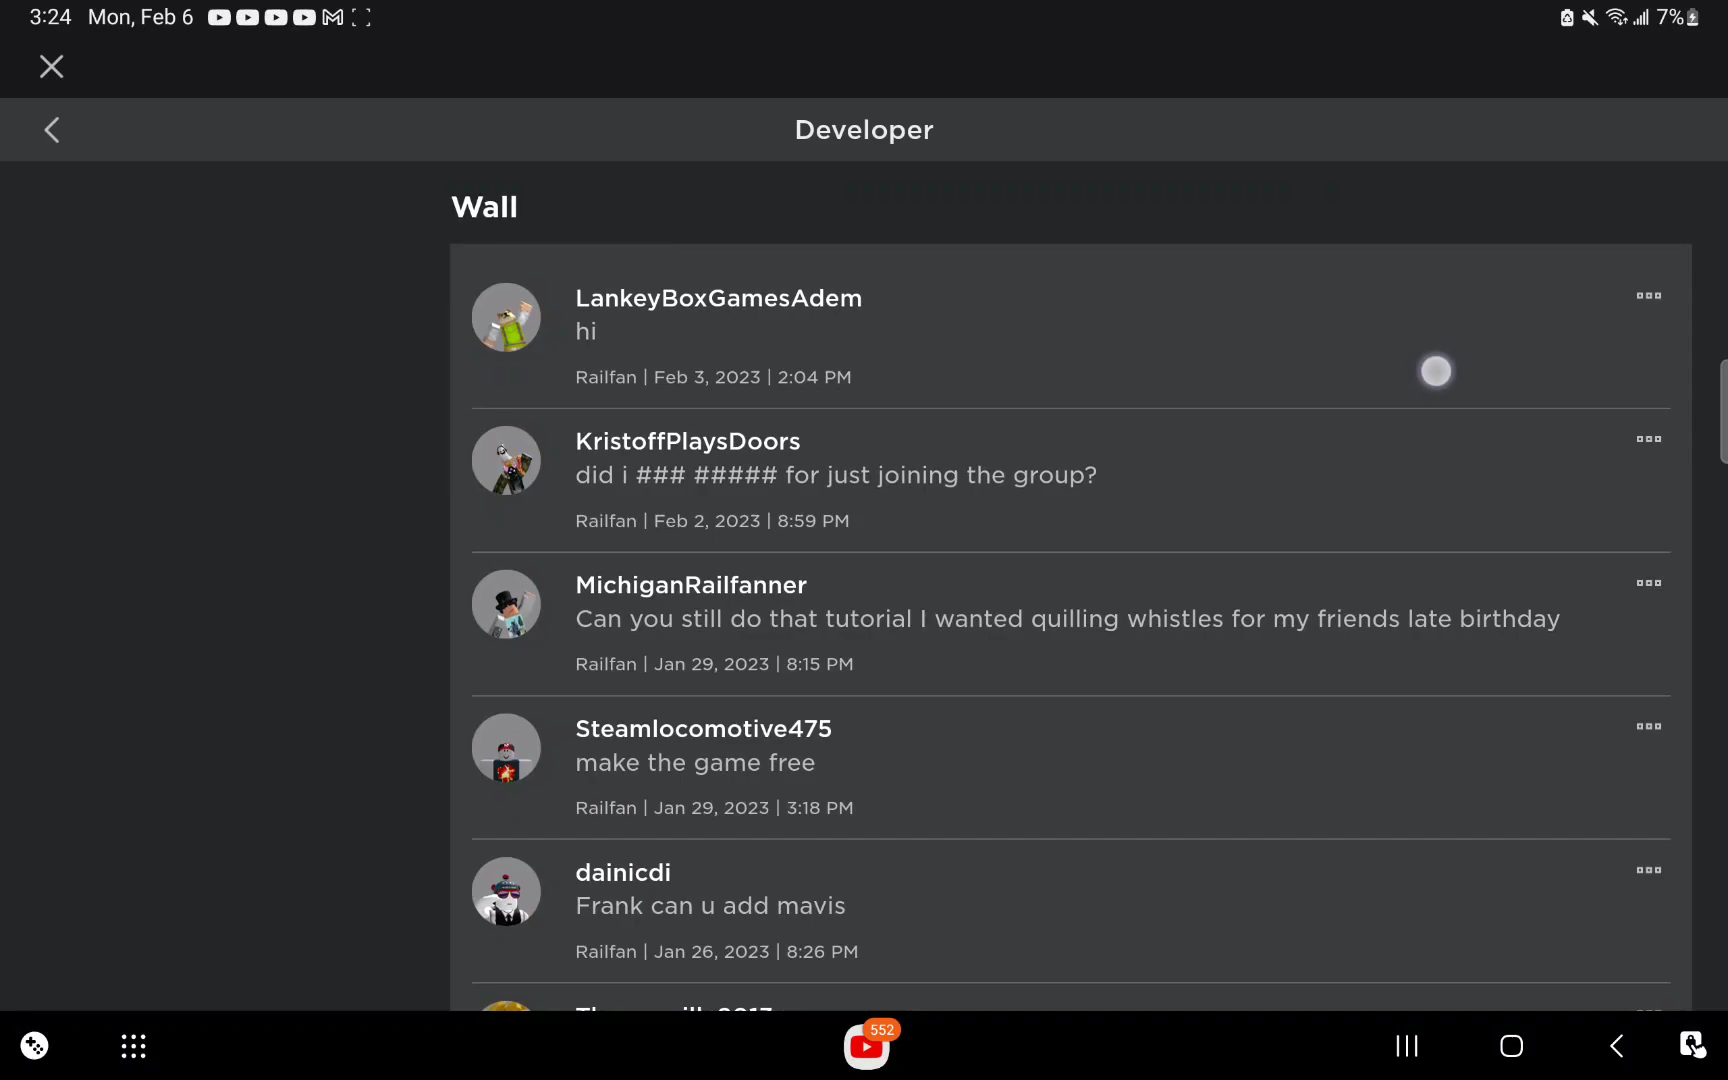 3:24 Mon, Feb 6 7%
Developer
Wall
LankeyBoxGamesAdem
hi
Railfan | Feb 3, 2023 | 2:04 PM
KristoffPlaysDoors
did i ### ##### for just joining the group?
Railfan | Feb 2, 2023 | 8:59 PM
MichiganRailfanner
Can you still do that tutorial I wanted quilling whistles for my friends late birthday
Railfan | Jan 29, 2023 | 8:15 PM
Steamlocomotive475
make the game free
Railfan | Jan 29, 2023 | 3:18 PM
dainicdi
Frank can u add mavis
Railfan | Jan 26, 2023 | 8:26 PM
552